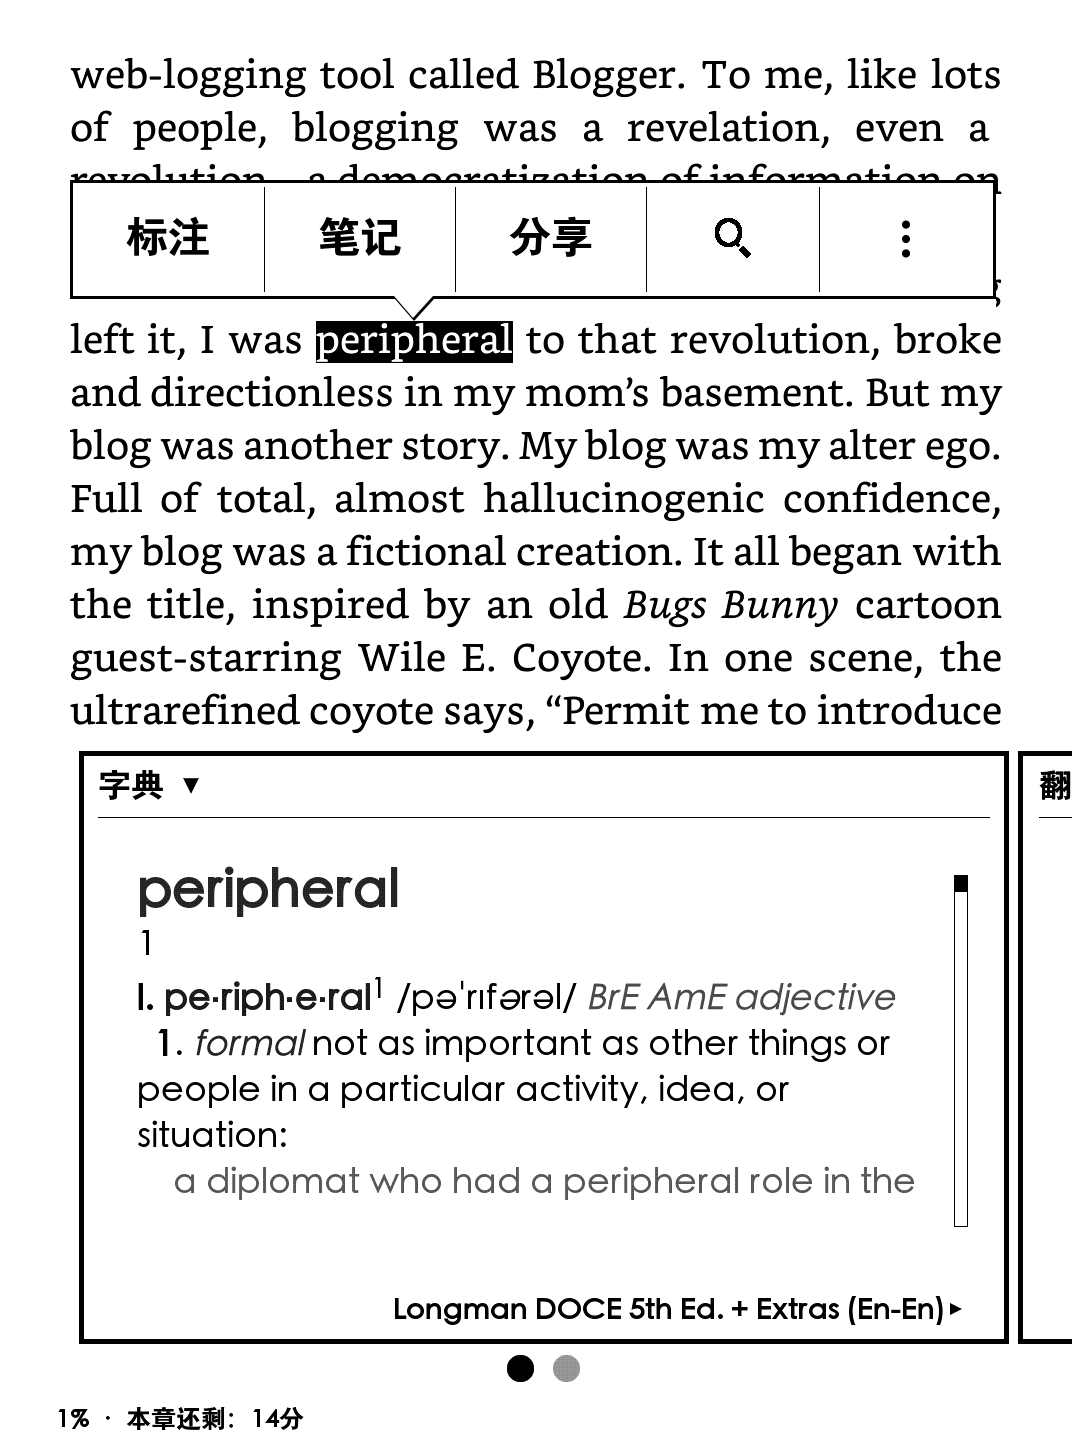 web-logging tool called Blogger. To me, like lots
of people, blogging was a revelation, even a
revolution—a democratization of information on
标注 笔记 分享
left it, I was peripheral to that revolution, broke
and directionless in my mom’s basement. But my
blog was another story. My blog was my alter ego.
Full of total, almost hallucinogenic confidence,
my blog was a fictional creation. It all began with
the title, inspired by an old Bugs Bunny cartoon
guest-starring Wile E. Coyote. In one scene, the
ultrarefined coyote says, “Permit me to introduce
字典 ▼
翻
peripheral
1
I. pe·riph·e·ral1 /pəˈrɪfərəl/ BrE AmE adjective
1. formal not as important as other things or
people in a particular activity, idea, or
situation:
a diplomat who had a peripheral role in the
Longman DOCE 5th Ed. + Extras (En-En) ▸
1% · 本章还剩：14分